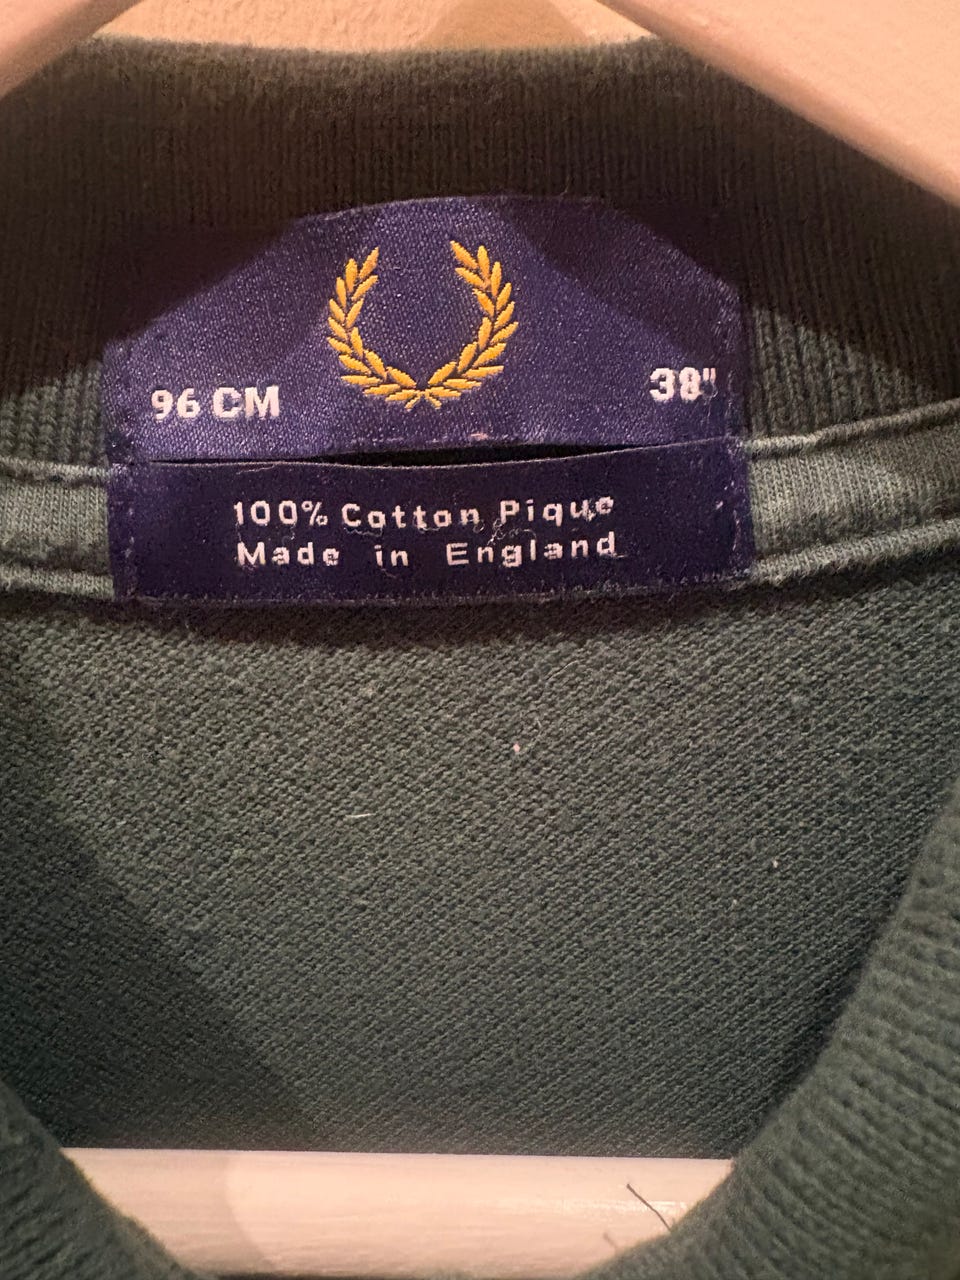 96 CM
38"
100% Cotton Pique
Made in England